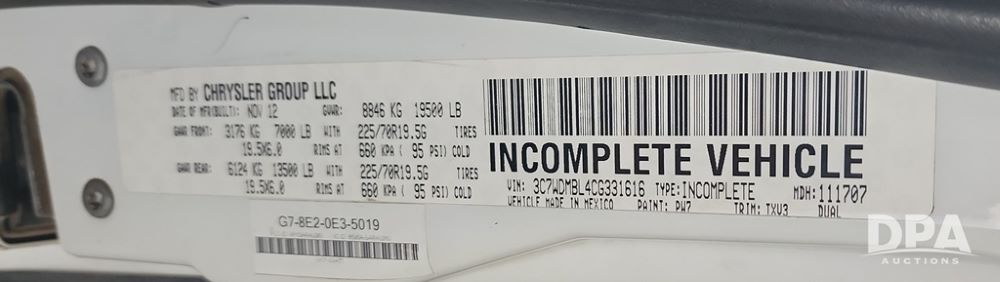 MFD BY CHRYSLER GROUP LLC
DATE OF MFR(BUILT): NOV 12 GVWR: 8846 KG 19500 LB
GAWR FRONT: 3176 KG 7000 LB WITH 225/70R19.5G TIRES
19.5X6.0 RIMS AT 660 KPA ( 95 PSI) COLD
GAWR REAR: 6124 KG 13500 LB WITH 225/70R19.5G TIRES
19.5X6.0 RIMS AT 660 KPA ( 95 PSI) COLD
INCOMPLETE VEHICLE
VIN: 3C7WDMBL4CG331616 TYPE: INCOMPLETE MDH: 111707
VEHICLE MADE IN MEXICO PAINT: PW7 TRIM: TXV3 DUAL
G7-8E2-0E3-5019
DPA
AUCTIONS